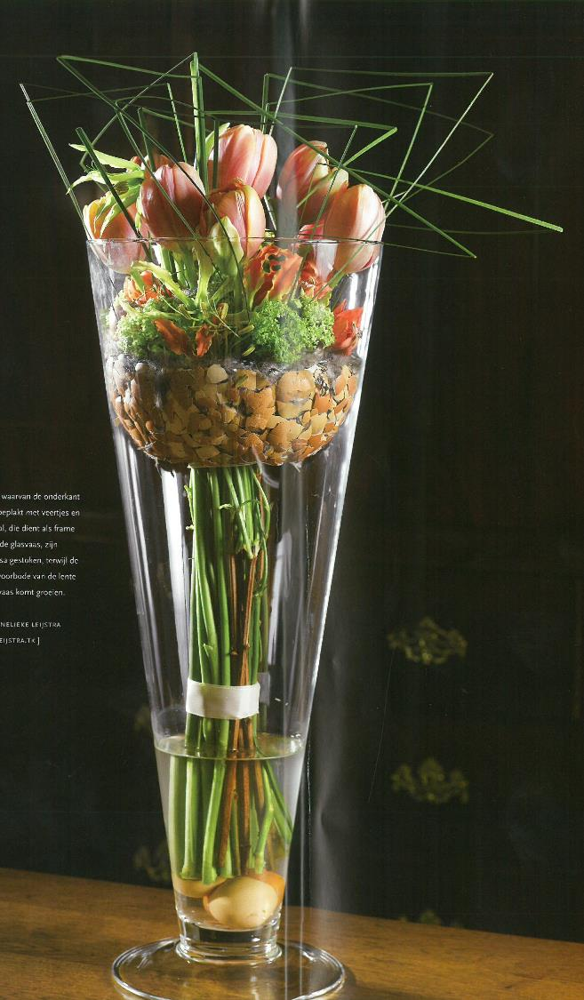 waarvan de onderkant
beplakt met veertjes en
al, die dient als frame
de glasvaas, zijn
sa gestoken, terwijl de
voorbode van de lente
vaas komt groeien.
NELIEKE LEIJSTRA
EIJSTRA.TK]